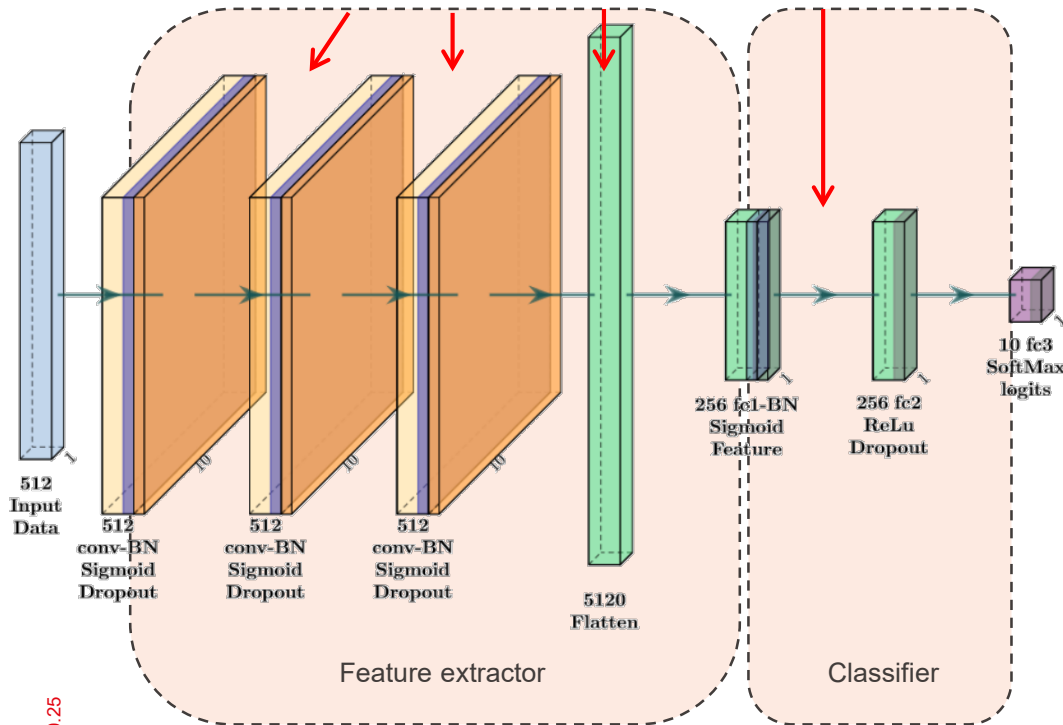 512
Input
Data
1
512
conv-BN
Sigmoid
Dropout
10
512
conv-BN
Sigmoid
Dropout
10
512
conv-BN
Sigmoid
Dropout
10
5120
Flatten
256 fc1-BN
Sigmoid
Feature
1
256 fc2
ReLu
Dropout
1
10 fc3
SoftMax
logits
1
Feature extractor
Classifier